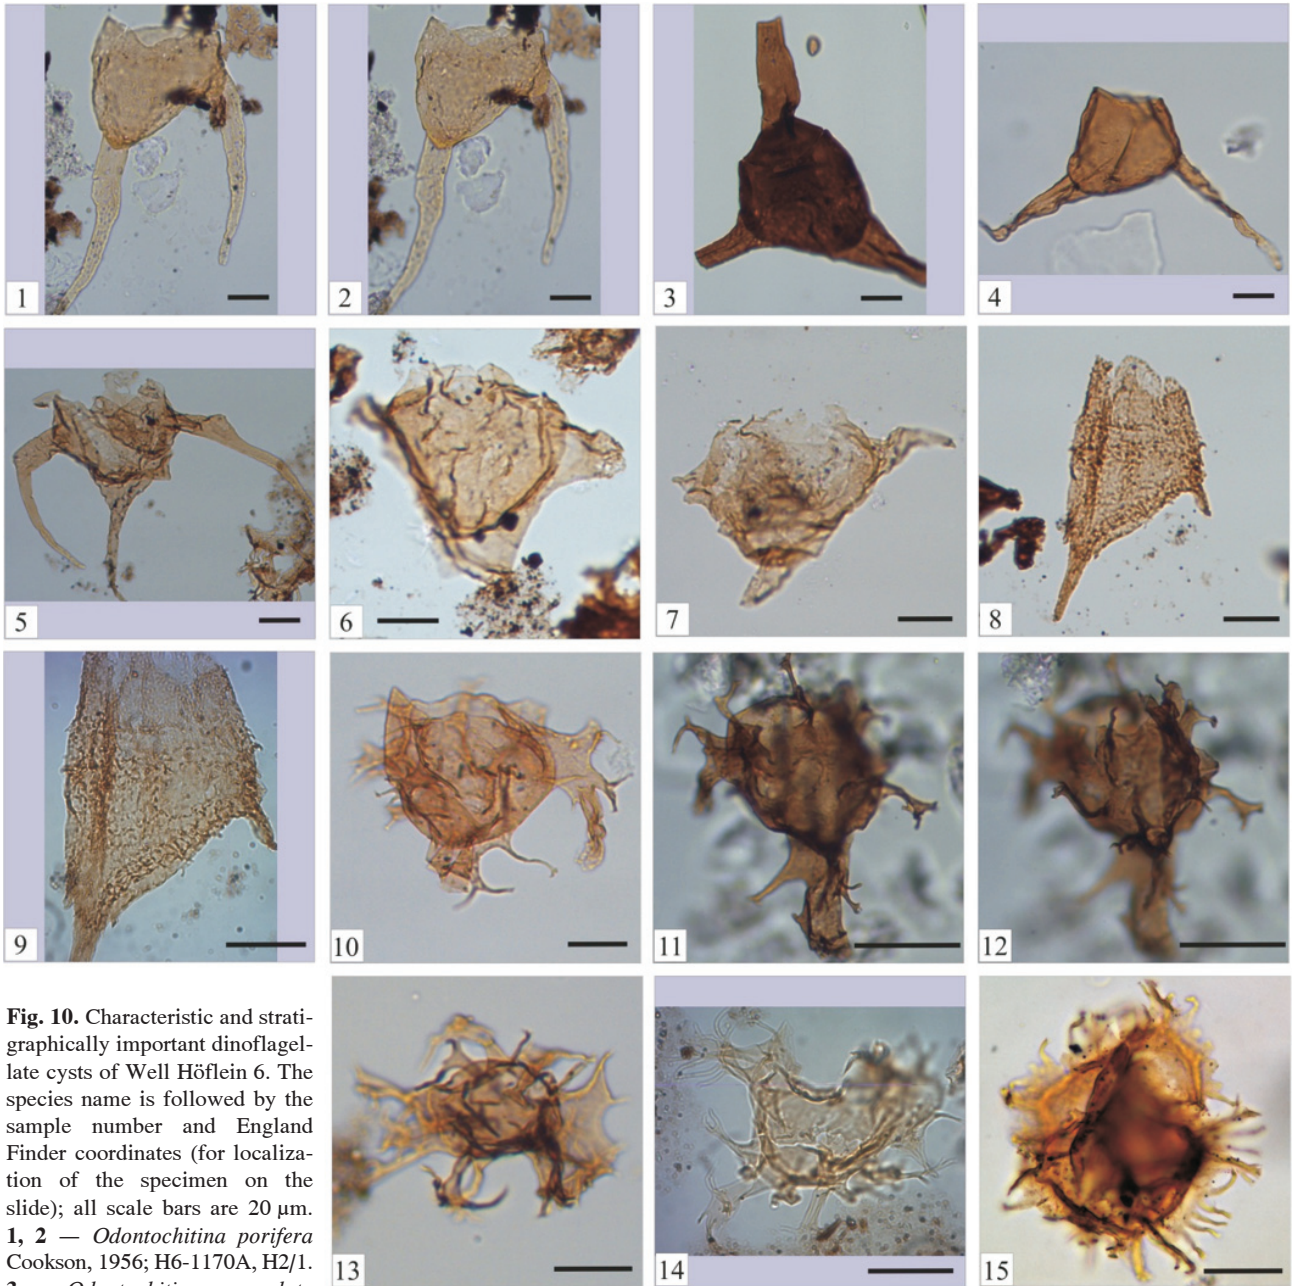 1
2
3
4
5
6
7
8
9
10
11
12
Fig. 10. Characteristic and strati-
graphically important dinoflagel-
late cysts of Well Höflein 6. The
species name is followed by the
sample number and England
Finder coordinates (for localiza-
tion of the specimen on the
slide); all scale bars are 20 µm.
1, 2 — Odontochitina porifera
Cookson, 1956; H6-1170A, H2/1.
13
14
15